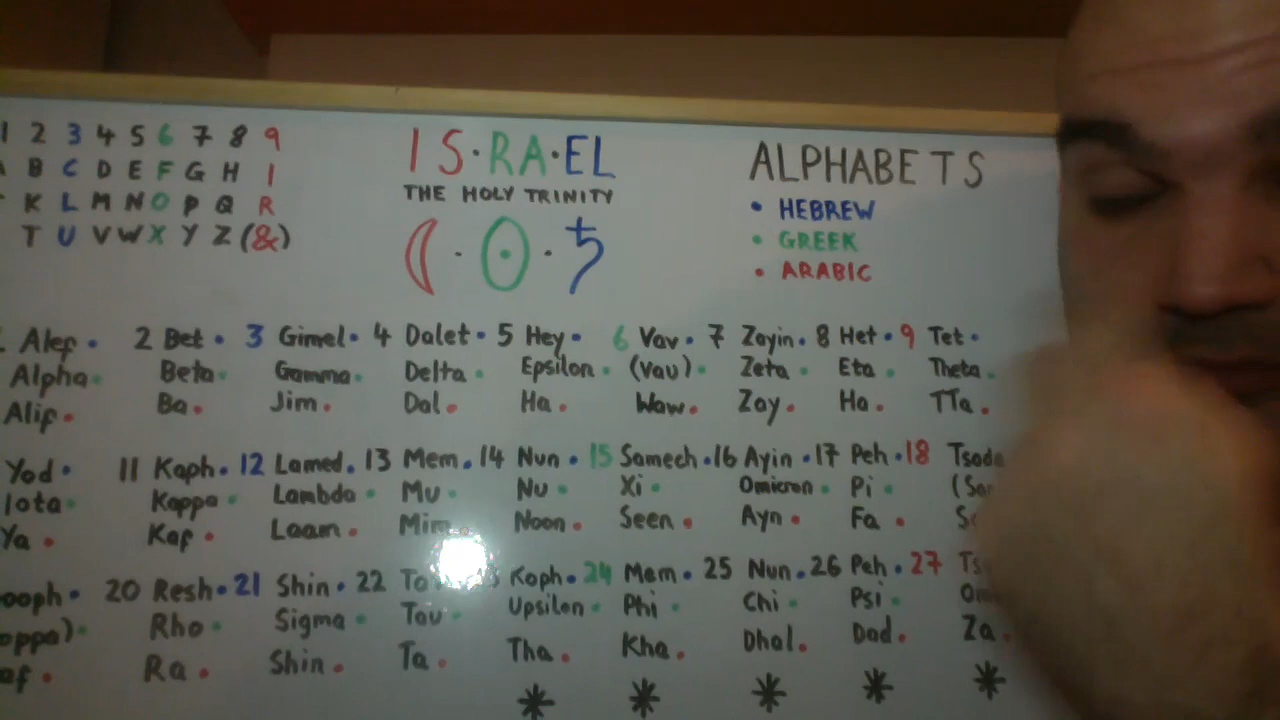 1 2 3 4 5 6 7 8 9
B C D E F G H I
K L M N O P Q R
T U V W X Y Z (&)
IS·RA·EL
THE HOLY TRINITY
ALPHABETS
• HEBREW
• GREEK
• ARABIC
Alef • 2 Bet • 3 Gimel • 4 Dalet • 5 Hey • 6 Vav • 7 Zayin • 8 Het • 9 Tet •
Alpha • Beta • Gamma • Delta • Epsilon • (Vau) • Zeta • Eta • Theta •
Alif • Ba • Jim • Dal • Ha • Waw • Zay • Ha • TTa •
Yod • 11 Kaph • 12 Lamed • 13 Mem • 14 Nun • 15 Samech • 16 Ayin • 17 Peh • 18
Iota • Kappa • Lambda • Mu • Nu • Xi • Omicron • Pi •
Ya • Kaf • Laam • Mim • Noon • Seen • Ayn • Fa •
20 Resh • 21 Shin • 22 Koph • 24 Mem • 25 Nun • 26 Peh • 27
Rho • Sigma • Tau • Upsilon • Phi • Chi • Psi •
Ra • Shin • Ta • Tha • Kha • Dhal • Dad • Za •
* * * * *